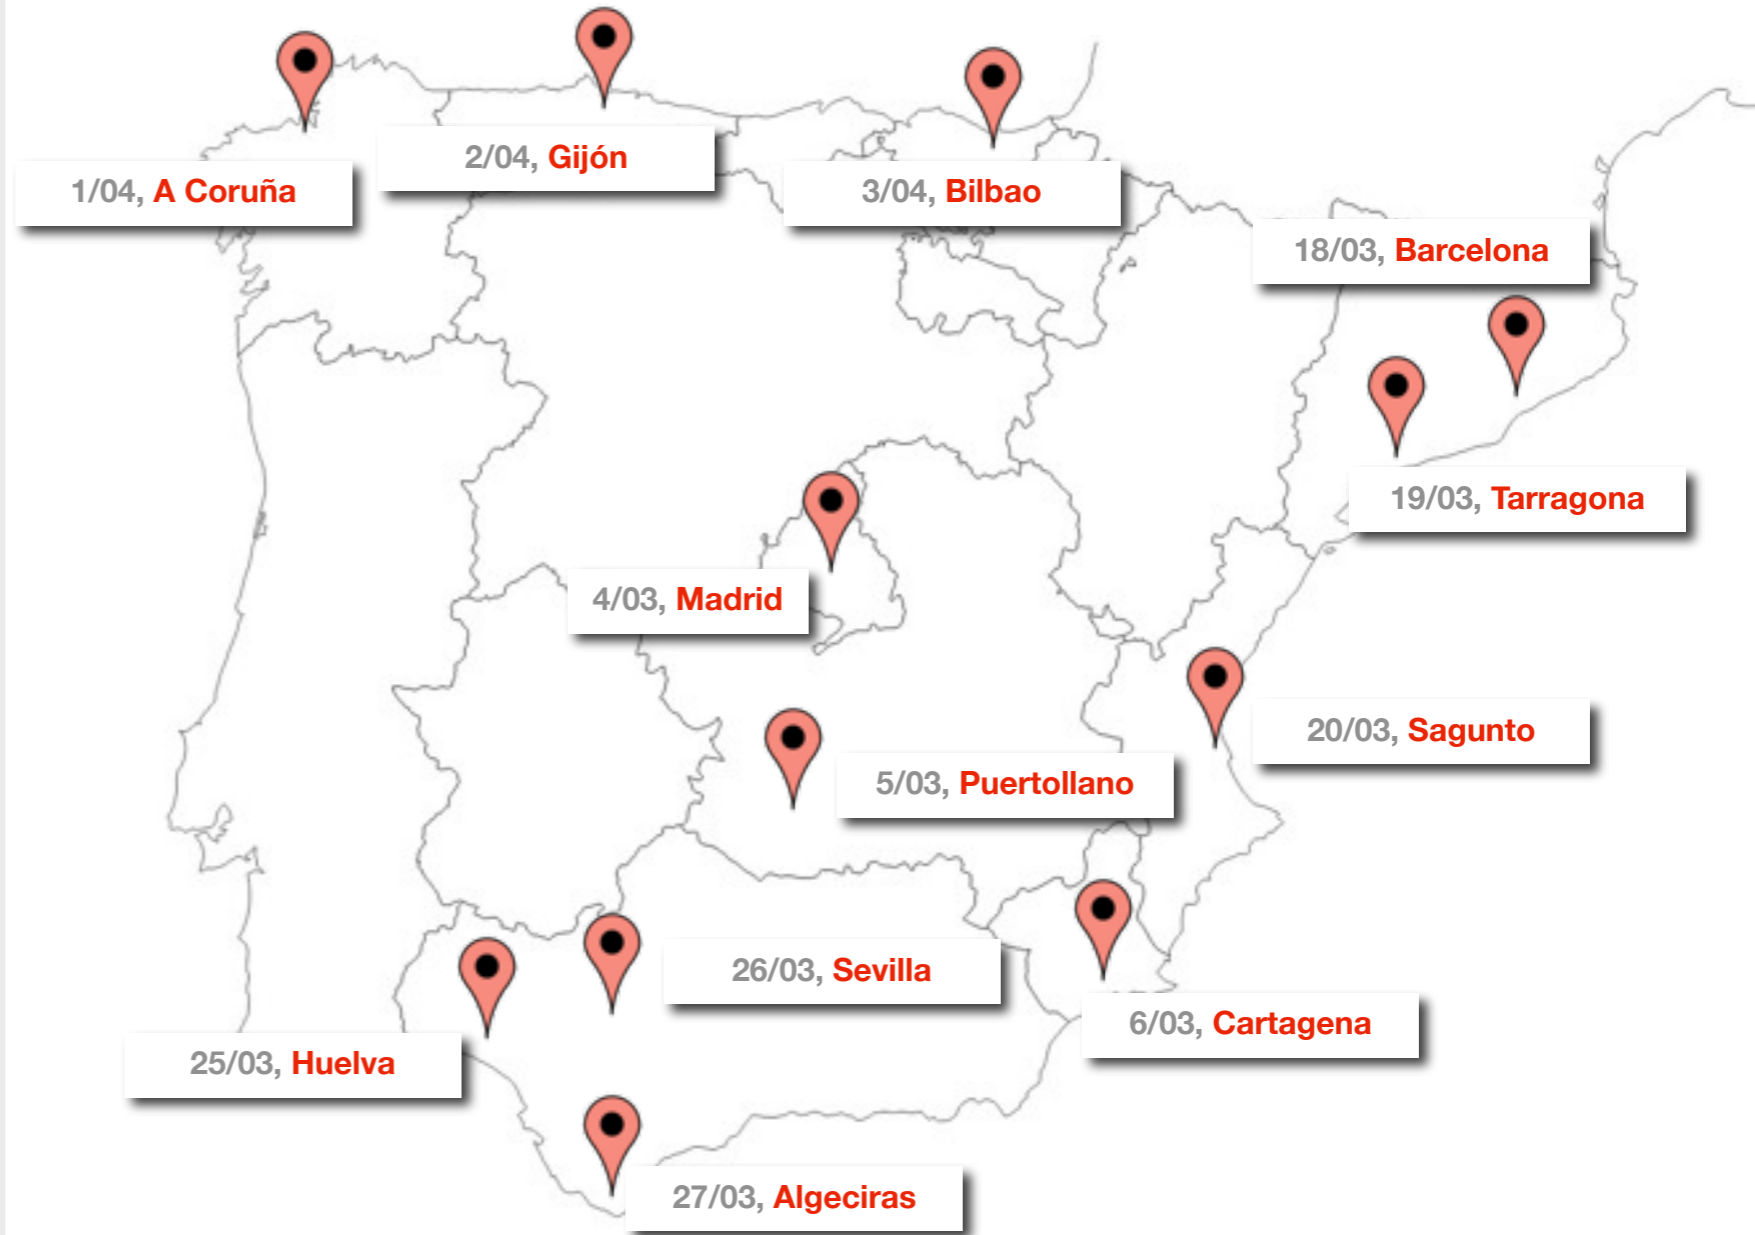 2/04, Gijón
1/04, A Coruña
3/04, Bilbao
18/03, Barcelona
19/03, Tarragona
4/03, Madrid
20/03, Sagunto
5/03, Puertollano
26/03, Sevilla
6/03, Cartagena
25/03, Huelva
27/03, Algeciras